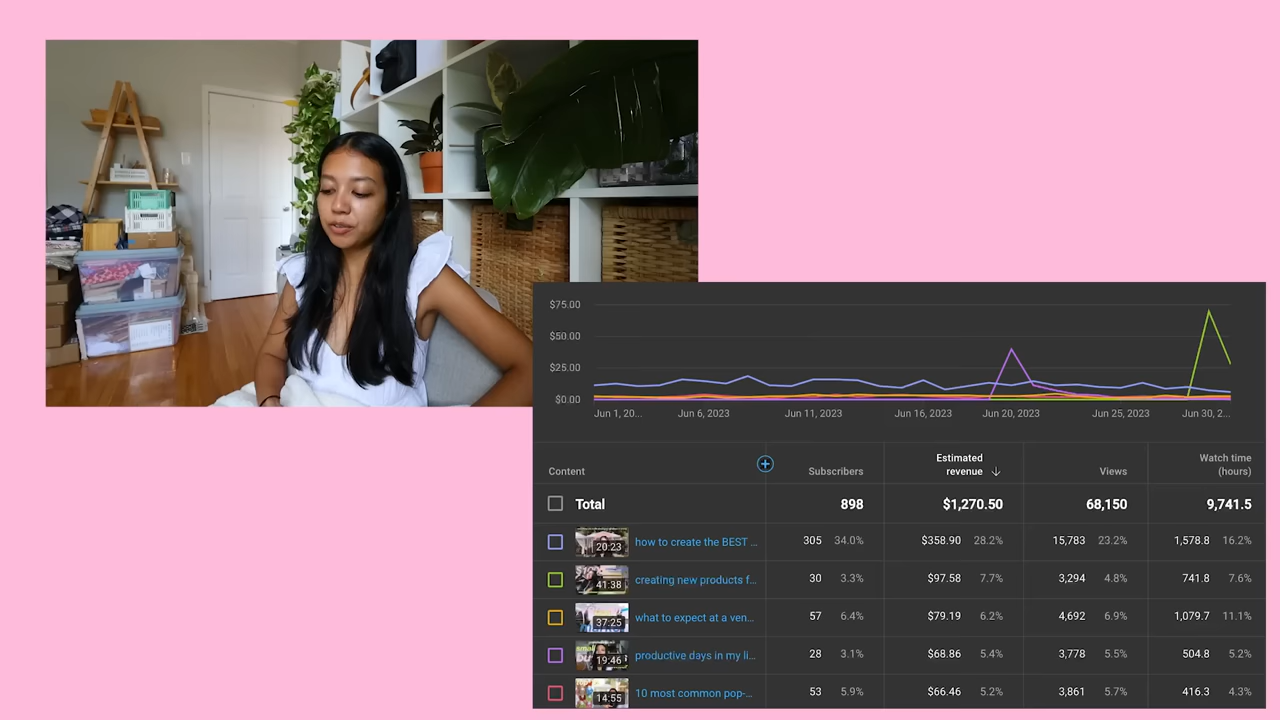 $75.00
$50.00
$25.00
$0.00
Jun 1, 20... Jun 6, 2023 Jun 11, 2023 Jun 16, 2023 Jun 20, 2023 Jun 25, 2023 Jun 30, 2...
Content Subscribers Estimated revenue ↓ Views Watch time (hours)
Total 898 $1,270.50 68,150 9,741.5
20:23 how to create the BEST ... 305 34.0% $358.90 28.2% 15,783 23.2% 1,578.8 16.2%
41:38 creating new products f... 30 3.3% $97.58 7.7% 3,294 4.8% 741.8 7.6%
37:25 what to expect at a ven... 57 6.4% $79.19 6.2% 4,692 6.9% 1,079.7 11.1%
19:46 productive days in my li... 28 3.1% $68.86 5.4% 3,778 5.5% 504.8 5.2%
14:55 10 most common pop-... 53 5.9% $66.46 5.2% 3,861 5.7% 416.3 4.3%